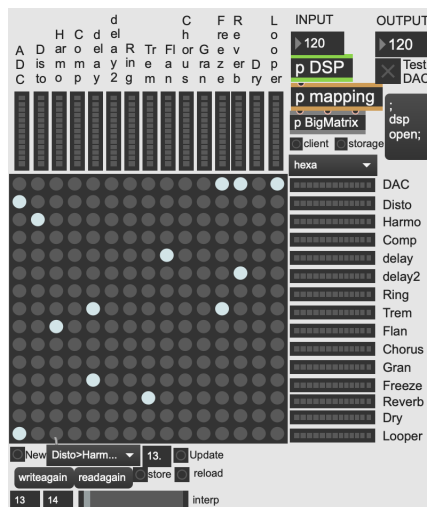 INPUT
OUTPUT
120
120
p DSP
Test
DAC
p mapping
;
dsp
open;
p BigMatrix
client
storage
hexa
ADC
Disto
Harmo
Comp
delay
delay2
Ring
Trem
Flan
Chorus
Gran
Freeze
Reverb
Dry
Looper
DAC
Disto
Harmo
Comp
delay
delay2
Ring
Trem
Flan
Chorus
Gran
Freeze
Reverb
Dry
Looper
New
Disto>Harm...
13.
Update
writeagain
readagain
store
reload
13
14
interp